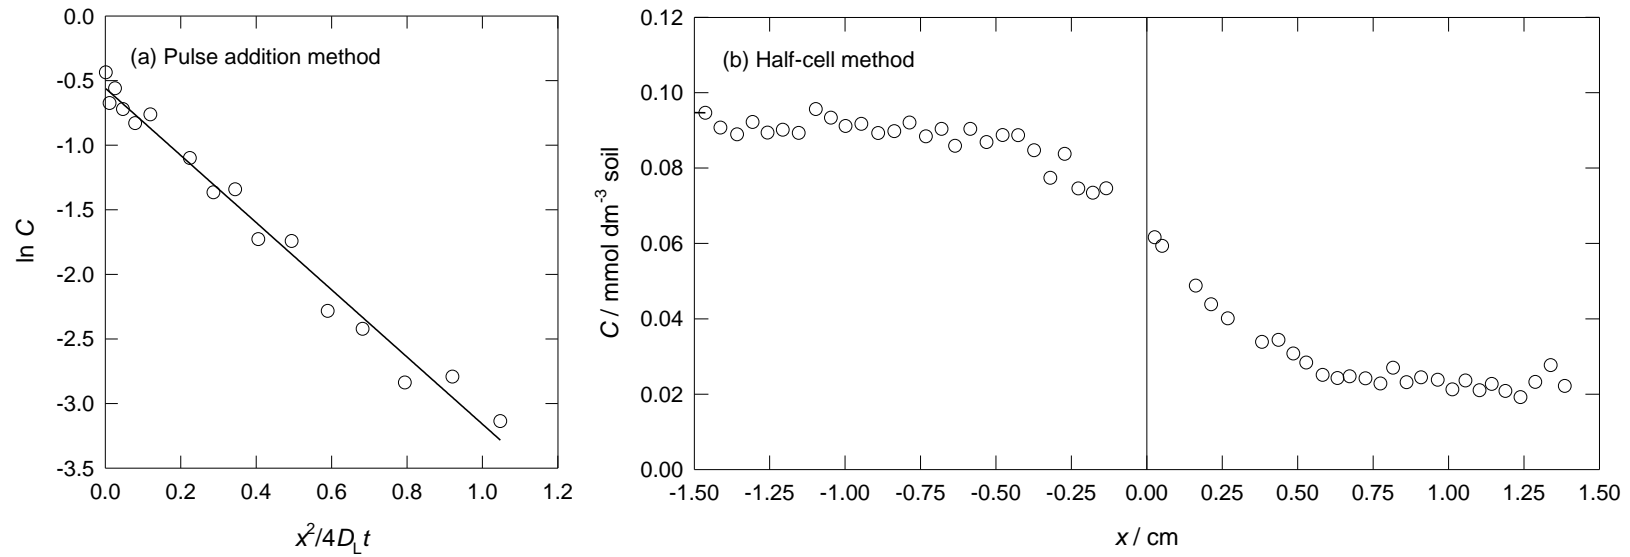 (a) Pulse addition method
0.0
-0.5
-1.0
-1.5
-2.0
-2.5
-3.0
-3.5
ln C
0.0 0.2 0.4 0.6 0.8 1.0 1.2
x²/4D_L t
(b) Half-cell method
0.12
0.10
0.08
0.06
0.04
0.02
0.00
C / mmol dm⁻³ soil
-1.50 -1.25 -1.00 -0.75 -0.50 -0.25 0.00 0.25 0.50 0.75 1.00 1.25 1.50
x / cm